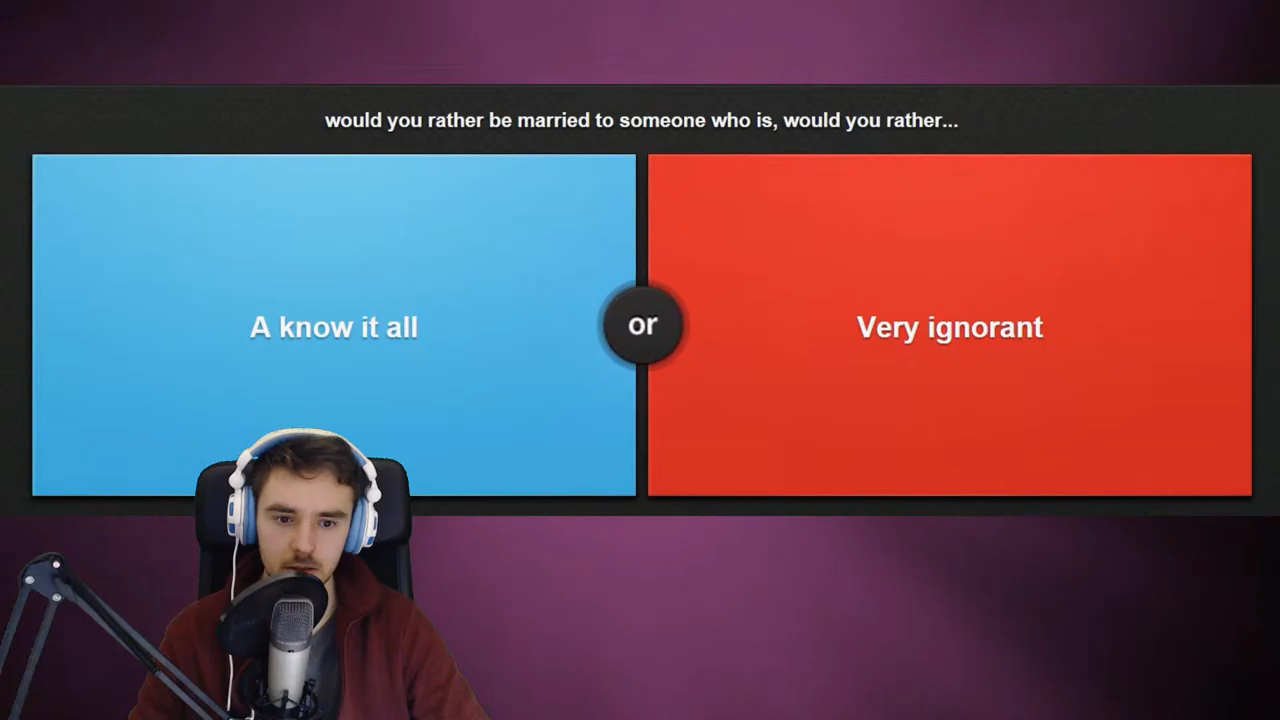 would you rather be married to someone who is, would you rather...
A know it all
or
Very ignorant